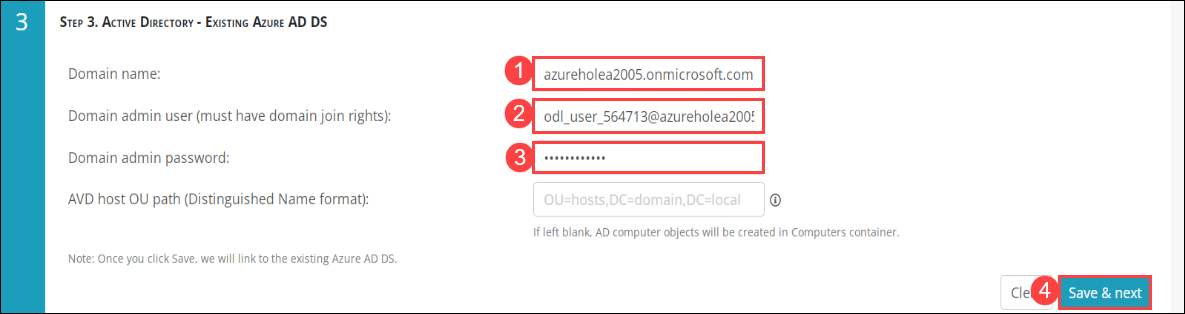 3
STEP 3. ACTIVE DIRECTORY - EXISTING AZURE AD DS
Domain name:
1
azureholea2005.onmicrosoft.com
Domain admin user (must have domain join rights):
2
odl_user_564713@azureholea2005
Domain admin password:
3
••••••••••••
AVD host OU path (Distinguished Name format):
OU=hosts,DC=domain,DC=local
If left blank, AD computer objects will be created in Computers container.
Note: Once you click Save, we will link to the existing Azure AD DS.
4
Save & next